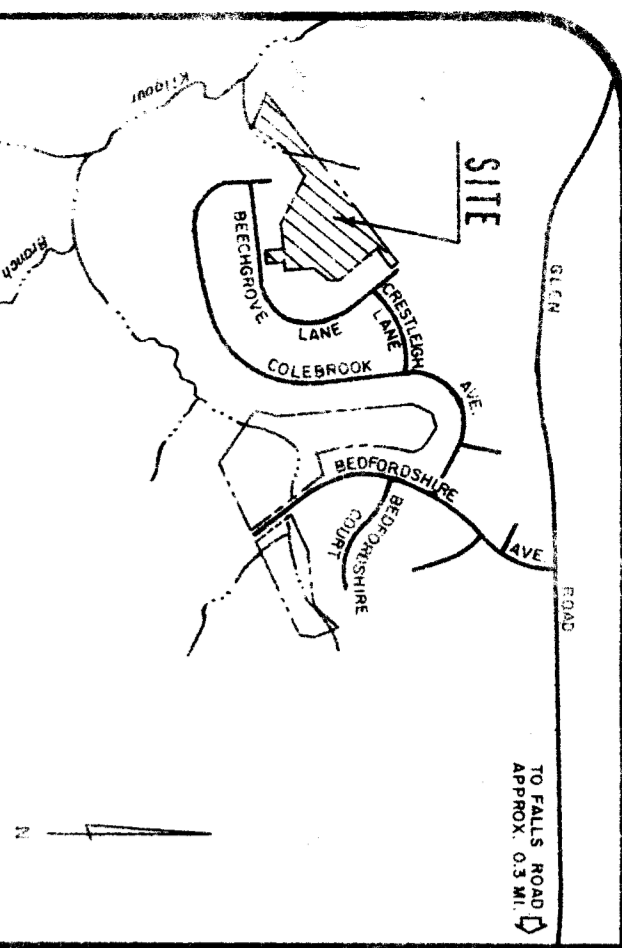 SITE
GLEN
ROAD
Kilgour
Branch
BEECHGROVE
LANE
CRESTLEIGH
LANE
COLEBROOK
AVE.
BEDFORDSHIRE
AVE
BEDFORDSHIRE
COURT
TO FALLS ROAD
APPROX. 0.3 MI.
N